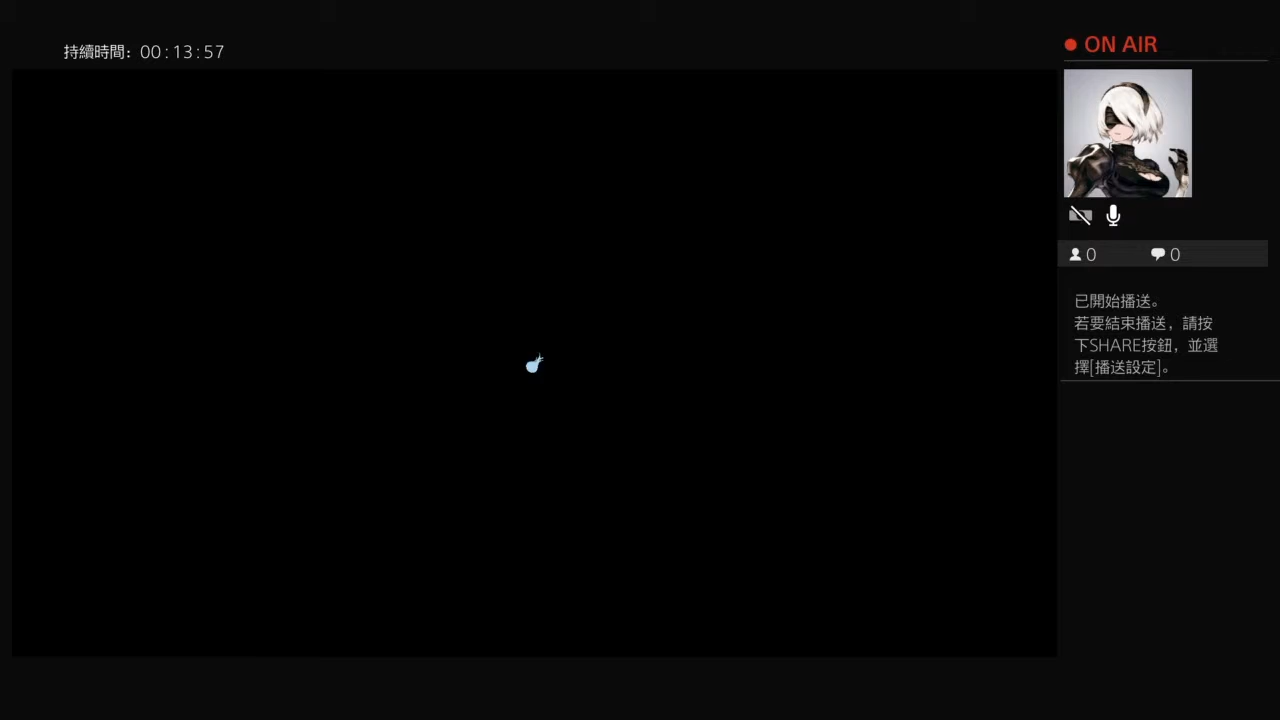 持續時間：00:13:57
ON AIR
0
0
已開始播送。
若要結束播送，請按
下SHARE按鈕，並選
擇[播送設定]。